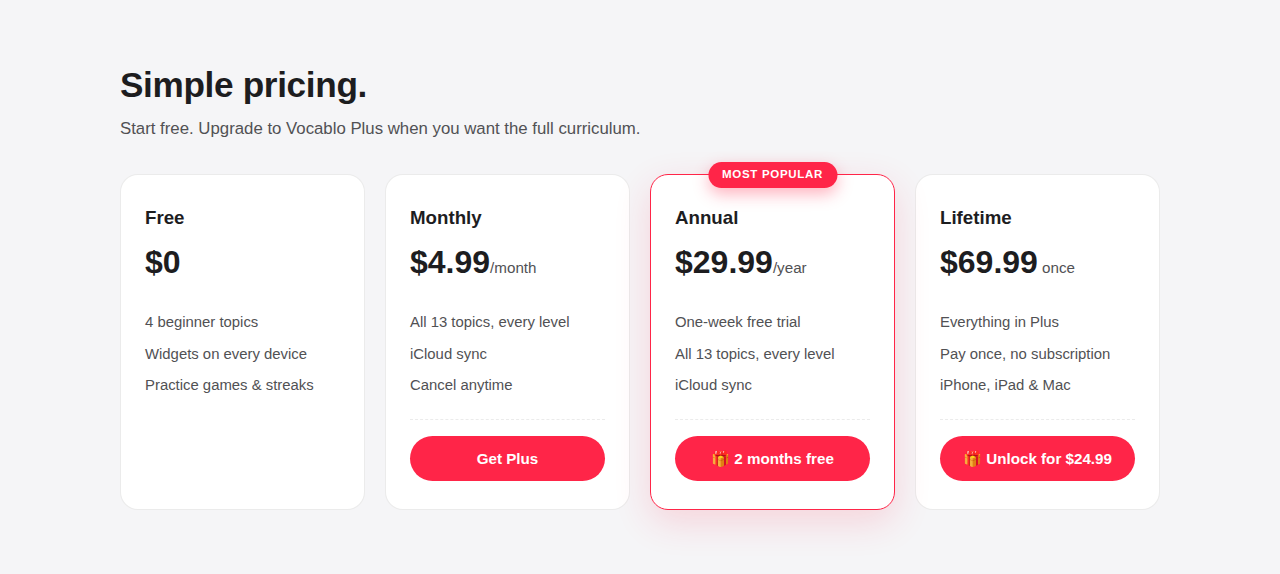 Simple pricing.
Start free. Upgrade to Vocablo Plus when you want the full curriculum.
Free
$0
4 beginner topics
Widgets on every device
Practice games & streaks
Monthly
$4.99/month
All 13 topics, every level
iCloud sync
Cancel anytime
Get Plus
MOST POPULAR
Annual
$29.99/year
One-week free trial
All 13 topics, every level
iCloud sync
🎁 2 months free
Lifetime
$69.99 once
Everything in Plus
Pay once, no subscription
iPhone, iPad & Mac
🎁 Unlock for $24.99